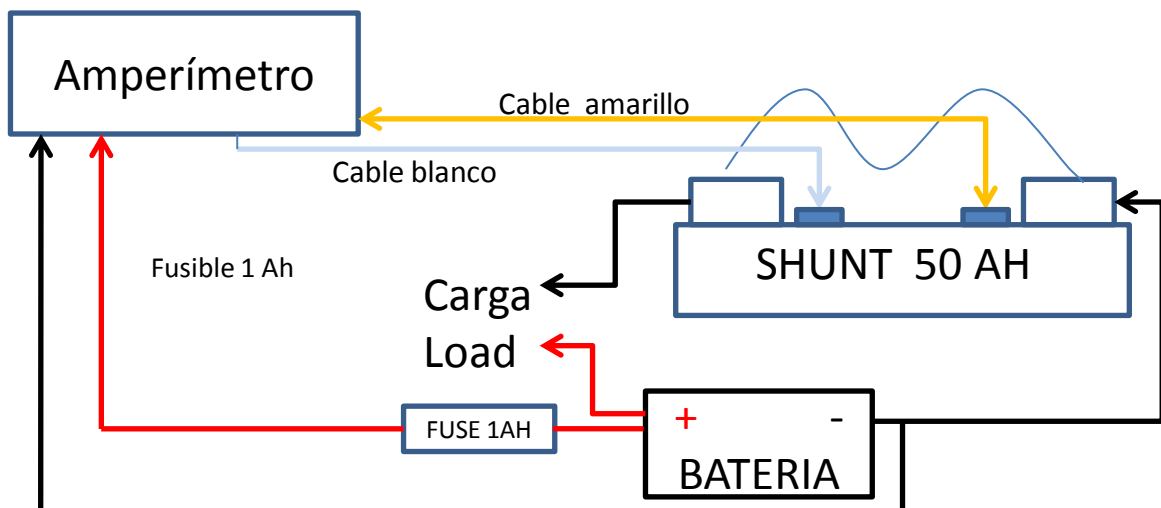 Amperímetro
Cable amarillo
Cable blanco
SHUNT 50 AH
Fusible 1 Ah
Carga
Load
FUSE 1AH
+ -
BATERIA